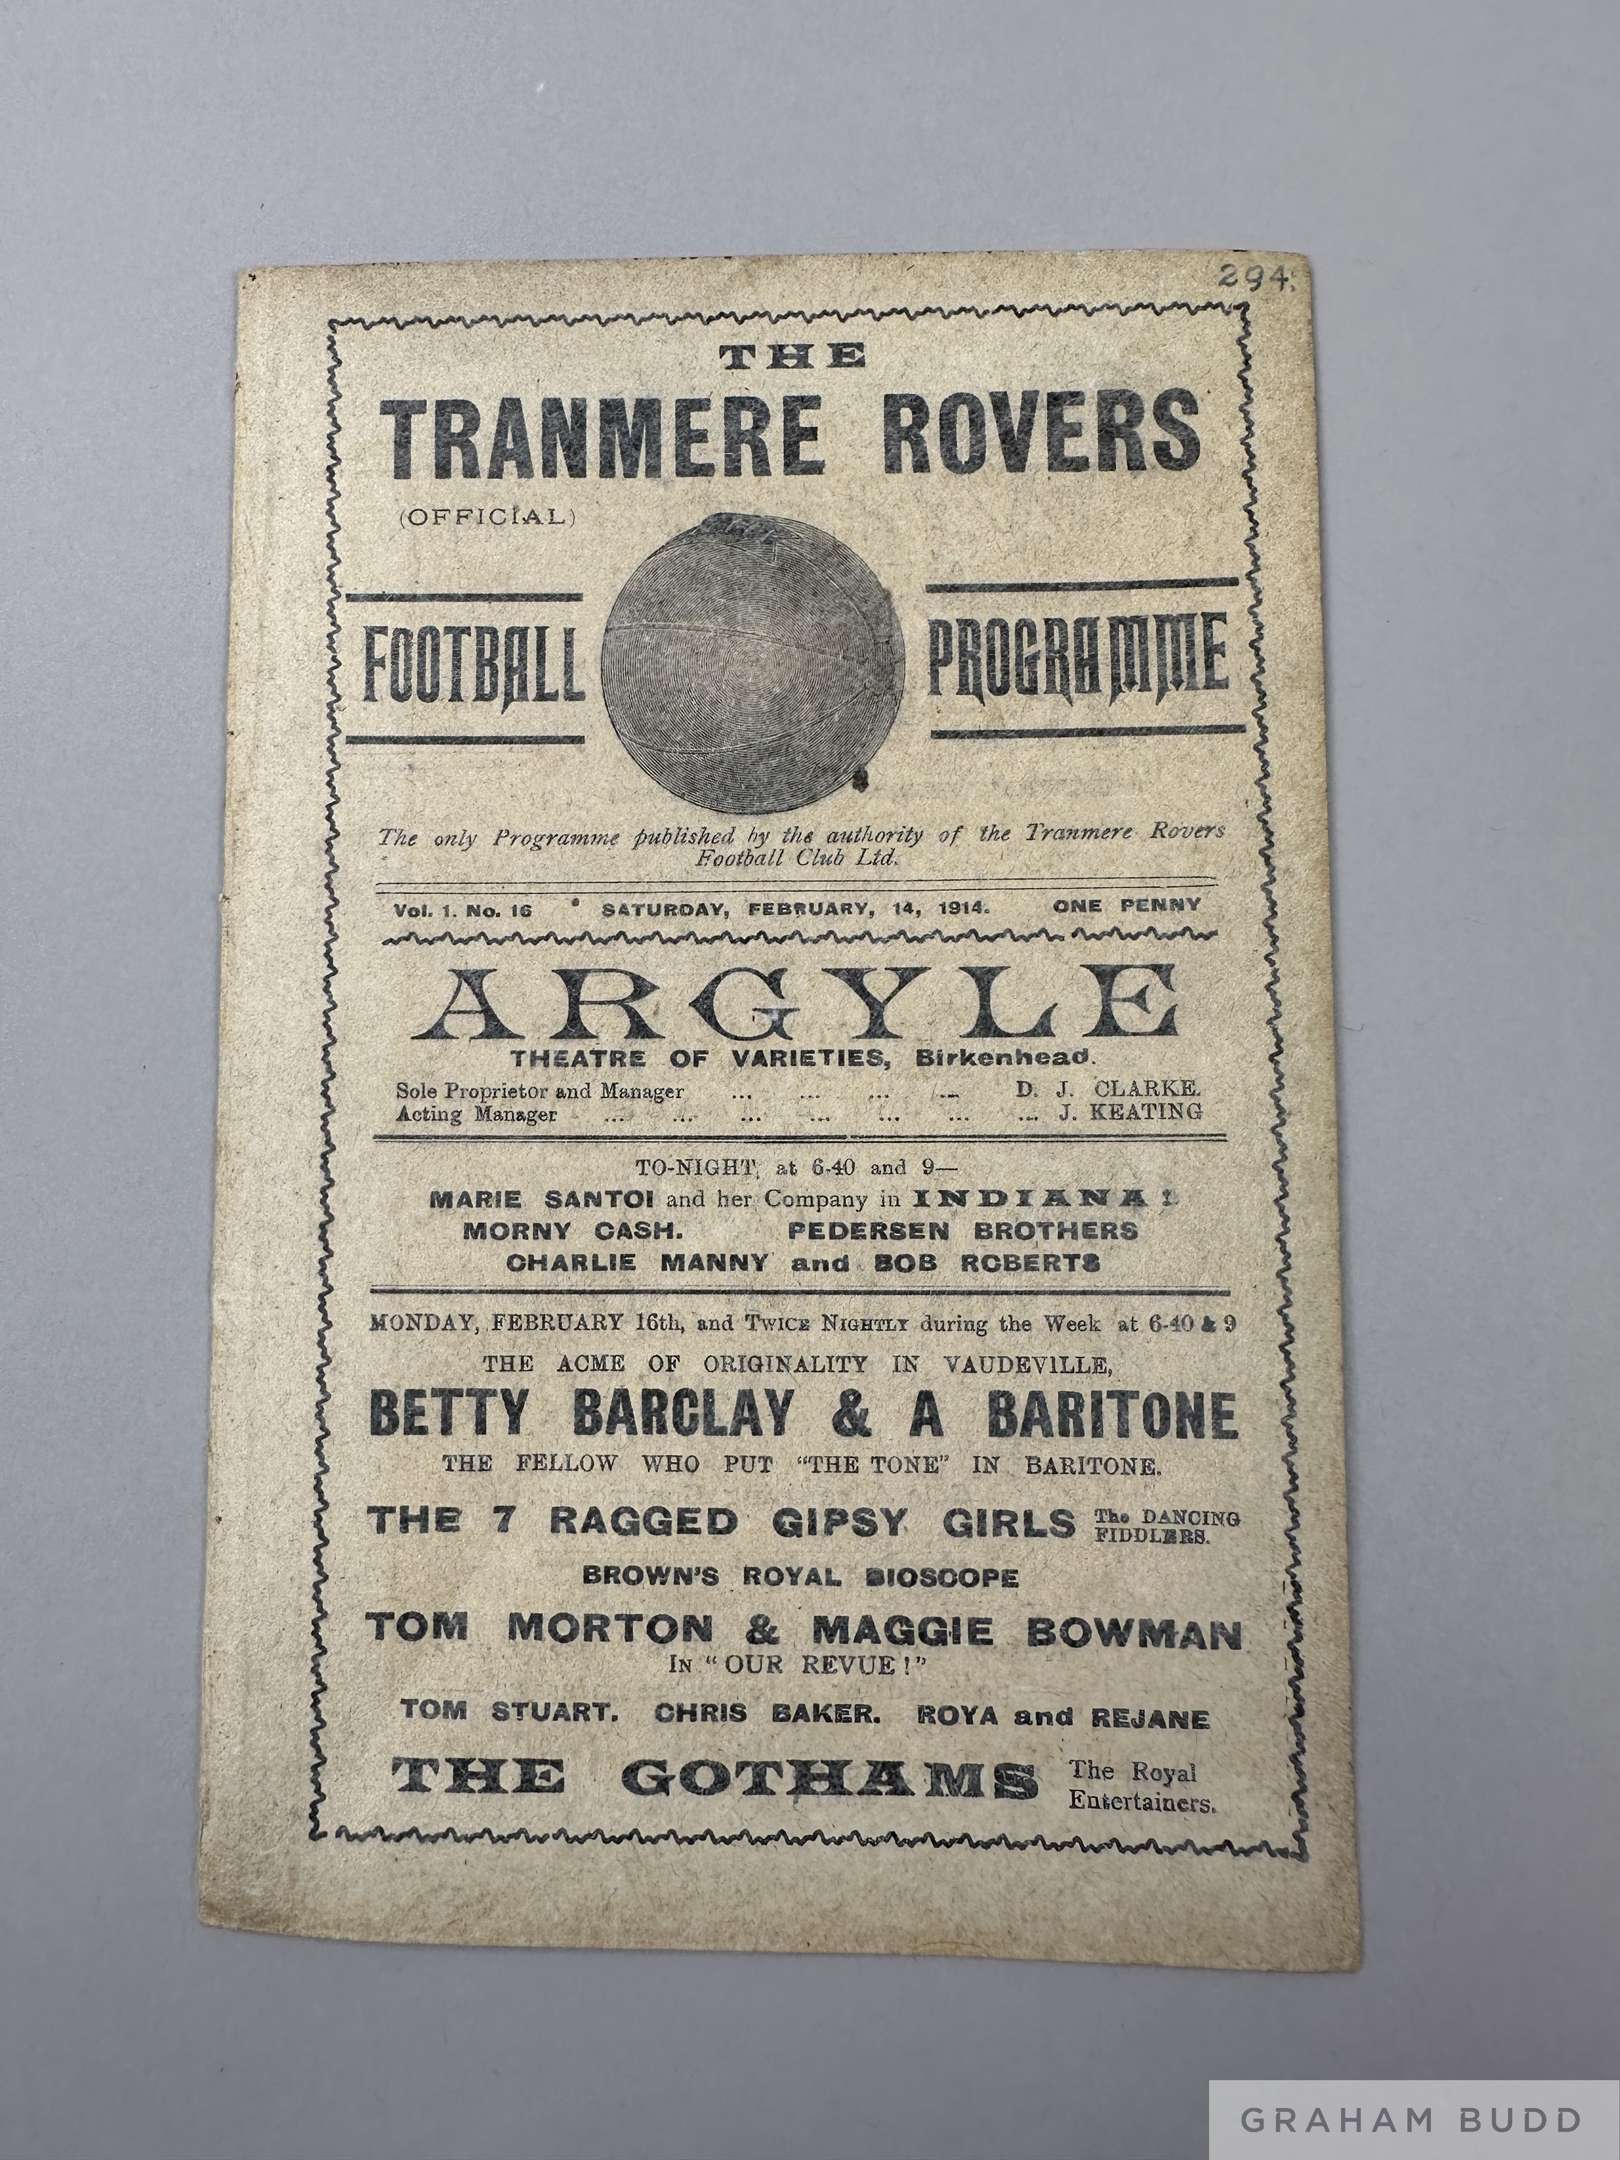 294.
THE
TRANMERE ROVERS
(OFFICIAL)
FOOTBALL PROGRAMME
The only Programme published by the authority of the Tranmere Rovers
Football Club Ltd.
Vol. 1. No. 16 SATURDAY, FEBRUARY, 14, 1914. ONE PENNY
ARGYLE
THEATRE OF VARIETIES, Birkenhead.
Sole Proprietor and Manager ... ... ... ... D. J. CLARKE.
Acting Manager ... ... ... ... ... ... ... J. KEATING
TO-NIGHT, at 6-40 and 9—
MARIE SANTOI and her Company in INDIANA!
MORNY CASH. PEDERSEN BROTHERS
CHARLIE MANNY and BOB ROBERTS
MONDAY, FEBRUARY 16th, and TWICE NIGHTLY during the Week at 6-40 & 9
THE ACME OF ORIGINALITY IN VAUDEVILLE,
BETTY BARCLAY & A BARITONE
THE FELLOW WHO PUT "THE TONE" IN BARITONE.
THE 7 RAGGED GIPSY GIRLS The DANCING
FIDDLERS.
BROWN'S ROYAL BIOSCOPE
TOM MORTON & MAGGIE BOWMAN
IN "OUR REVUE!"
TOM STUART. CHRIS BAKER. ROYA and REJANE
THE GOTHAMS The Royal
Entertainers.
GRAHAM BUDD